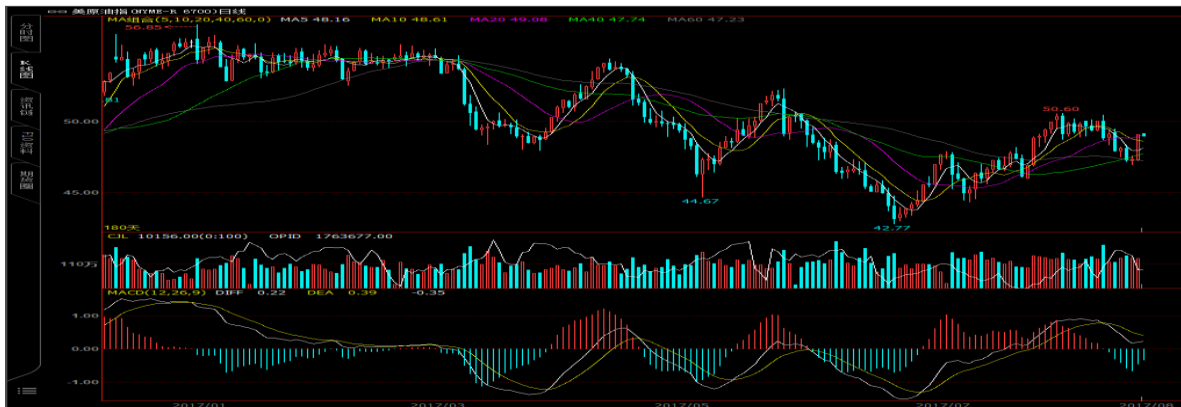 美原油指(NYME-R 6700)日线
MA组合(5,10,20,40,60,0) MA5 48.16 MA10 48.61 MA20 49.08 MA40 47.74 MA60 47.23
56.85
分时图
K线图
资讯
F10资料
期货圈
50.60
50.00
45.00
44.67
42.77
180天
CJL 10156.00(0:100) OPID 1763677.00
110万
MACD(12,26,9) DIFF 0.22 DEA 0.39 -0.35
1.00
0.00
-1.00
2017/01 2017/03 2017/05 2017/07 2017/08